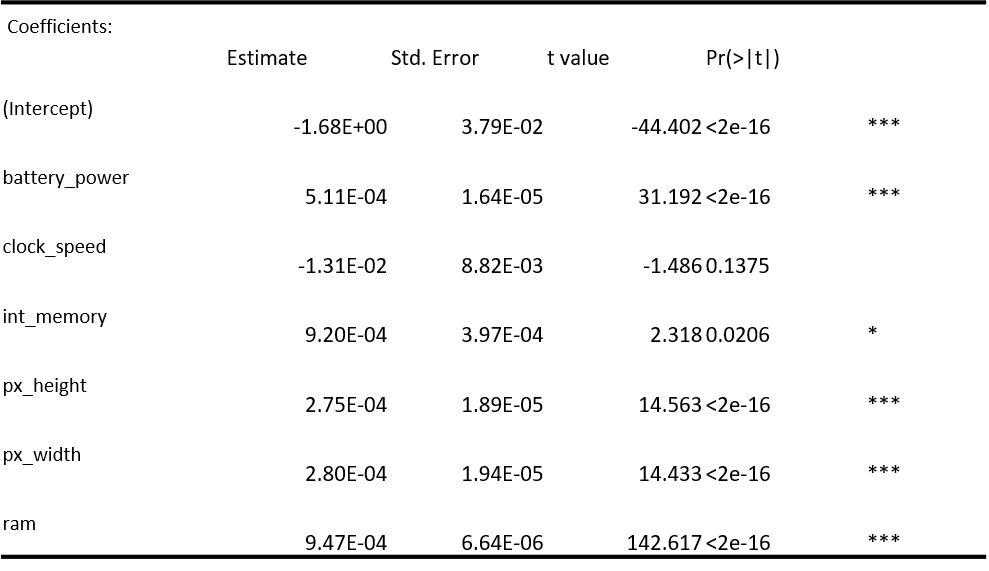 Coefficients:
Estimate Std. Error t value Pr(>|t|)
(Intercept)
-1.68E+00 3.79E-02 -44.402 <2e-16 ***
battery_power
5.11E-04 1.64E-05 31.192 <2e-16 ***
clock_speed
-1.31E-02 8.82E-03 -1.486 0.1375
int_memory
9.20E-04 3.97E-04 2.318 0.0206 *
px_height
2.75E-04 1.89E-05 14.563 <2e-16 ***
px_width
2.80E-04 1.94E-05 14.433 <2e-16 ***
ram
9.47E-04 6.64E-06 142.617 <2e-16 ***